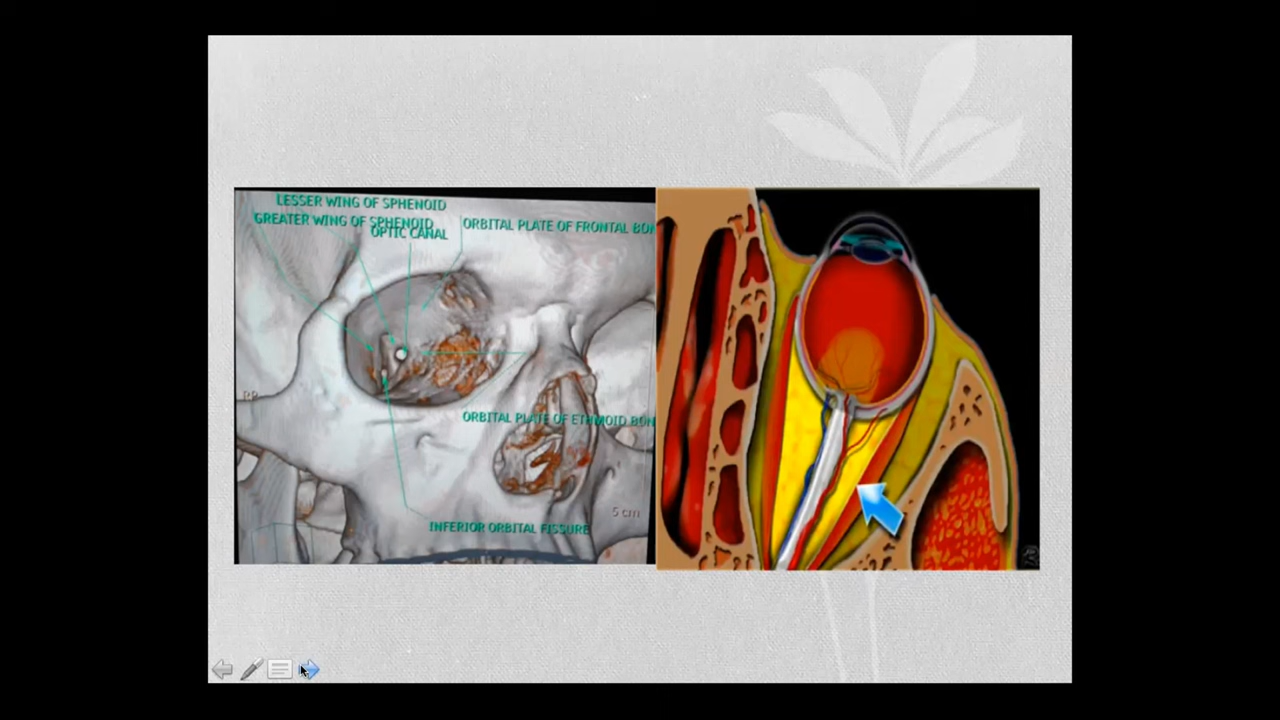 LESSER WING OF SPHENOID
GREATER WING OF SPHENOID
OPTIC CANAL
ORBITAL PLATE OF FRONTAL BON
ORBITAL PLATE OF ETHMOID BON
5 cm
INFERIOR ORBITAL FISSURE